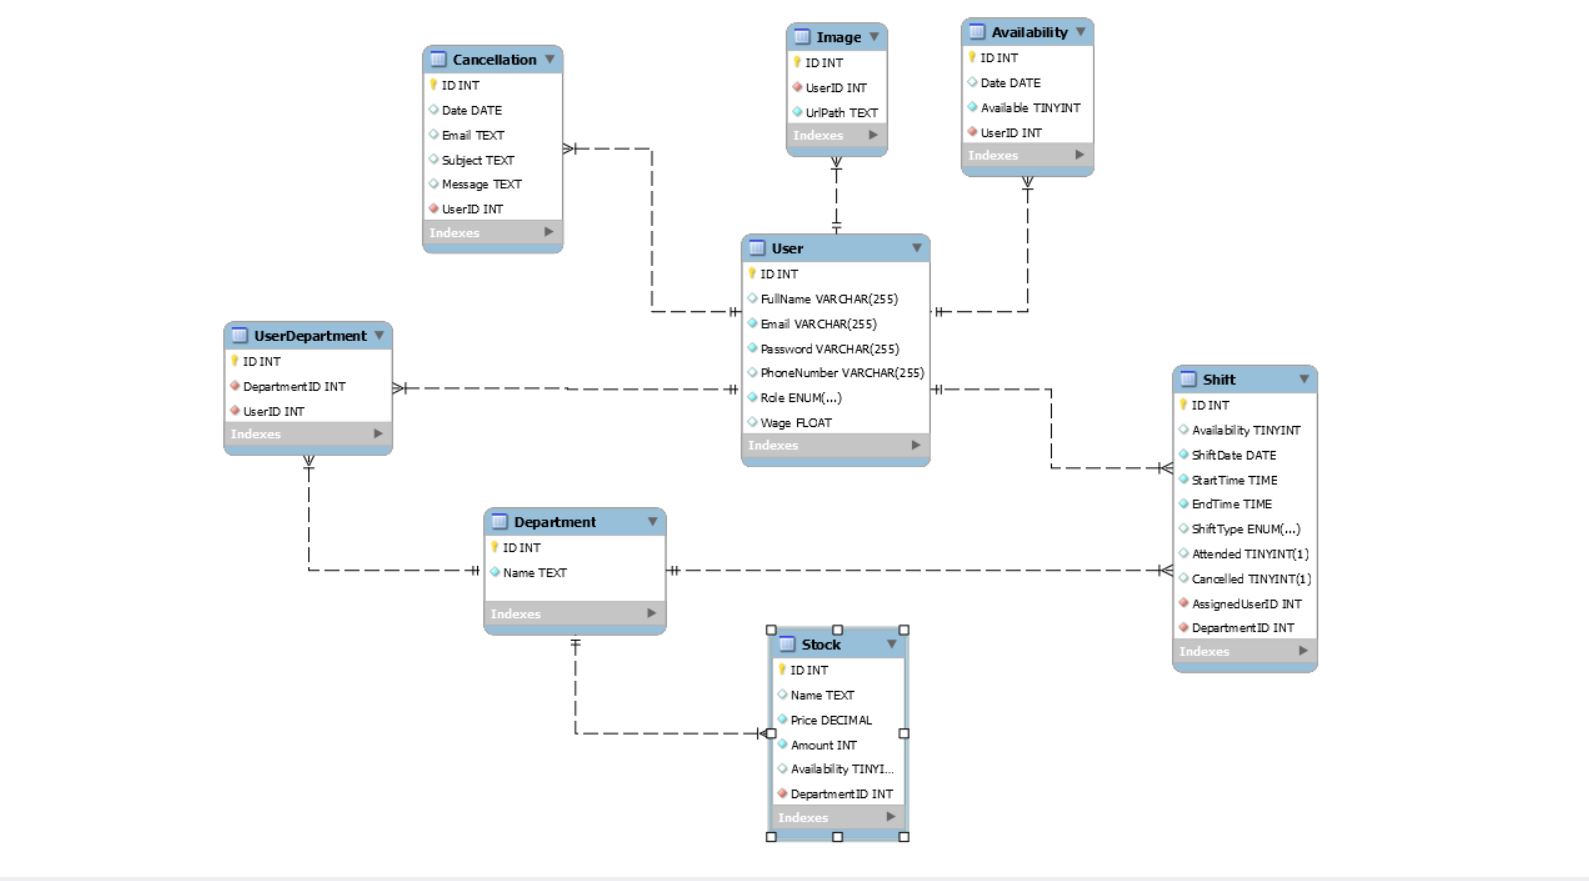 Cancellation
ID INT
Date DATE
Email TEXT
Subject TEXT
Message TEXT
UserID INT
Indexes
Image
ID INT
UserID INT
UrlPath TEXT
Indexes
Availability
ID INT
Date DATE
Available TINYINT
UserID INT
Indexes
User
ID INT
FullName VARCHAR(255)
Email VARCHAR(255)
Password VARCHAR(255)
PhoneNumber VARCHAR(255)
Role ENUM(...)
Wage FLOAT
Indexes
UserDepartment
ID INT
DepartmentID INT
UserID INT
Indexes
Shift
ID INT
Availability TINYINT
ShiftDate DATE
StartTime TIME
EndTime TIME
ShiftType ENUM(...)
Attended TINYINT(1)
Cancelled TINYINT(1)
AssignedUserID INT
DepartmentID INT
Indexes
Department
ID INT
Name TEXT
Indexes
Stock
ID INT
Name TEXT
Price DECIMAL
Amount INT
Availability TINYI...
DepartmentID INT
Indexes